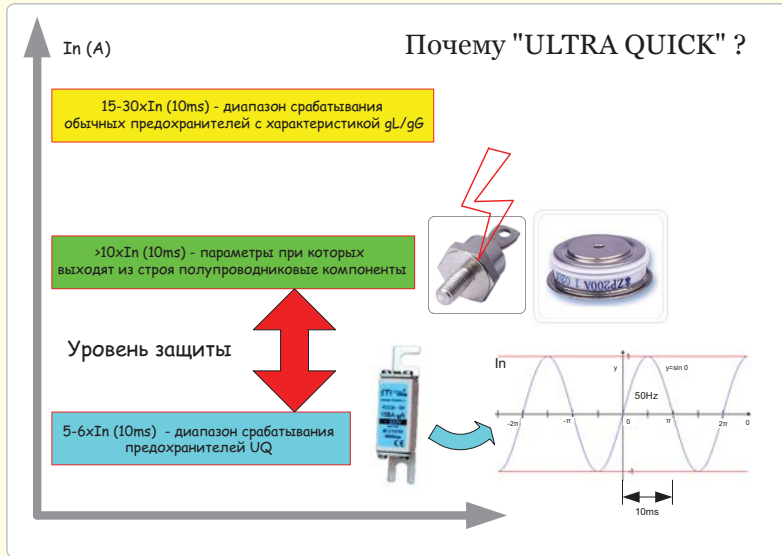 In (A)
Почему "ULTRA QUICK" ?
15-30xIn (10ms) - диапазон срабатывания
обычных предохранителей с характеристикой gL/gG
>10xIn (10ms) - параметры при которых
выходят из строя полупроводниковые компоненты
ZP200A
Уровень защиты
5-6xIn (10ms) - диапазон срабатывания
предохранителей UQ
In
y
y=sin 0
50Hz
-2π
-π
0
π
2π
0
10ms